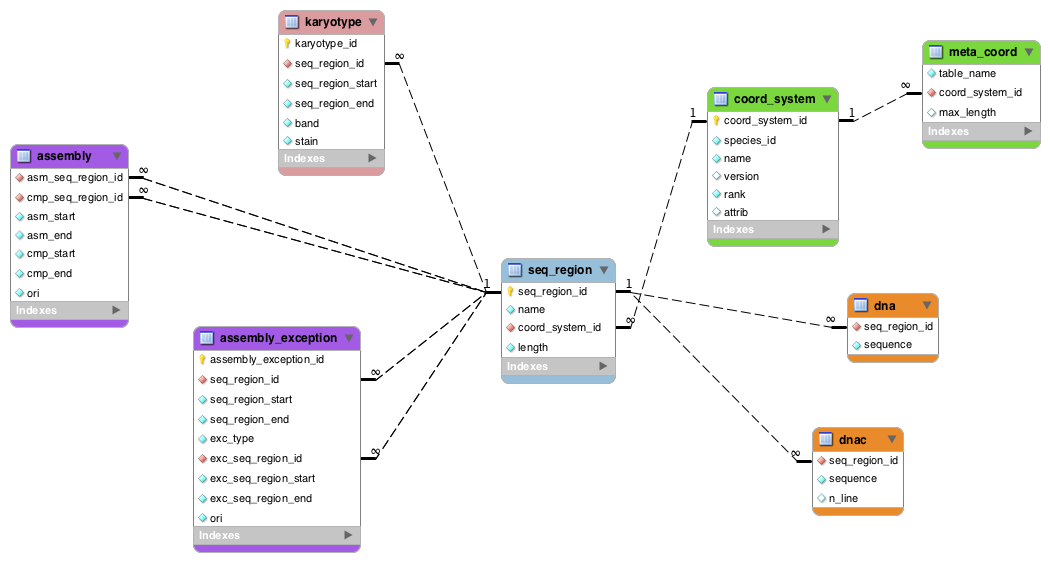 karyotype
karyotype_id
seq_region_id
seq_region_start
seq_region_end
band
stain
Indexes
meta_coord
table_name
coord_system_id
max_length
Indexes
coord_system
coord_system_id
species_id
name
version
rank
attrib
Indexes
assembly
asm_seq_region_id
cmp_seq_region_id
asm_start
asm_end
cmp_start
cmp_end
ori
Indexes
seq_region
seq_region_id
name
coord_system_id
length
Indexes
dna
seq_region_id
sequence
assembly_exception
assembly_exception_id
seq_region_id
seq_region_start
seq_region_end
exc_type
exc_seq_region_id
exc_seq_region_start
exc_seq_region_end
ori
Indexes
dnac
seq_region_id
sequence
n_line
∞
∞
∞
∞
∞
1
1
∞
1
1
∞
∞
∞